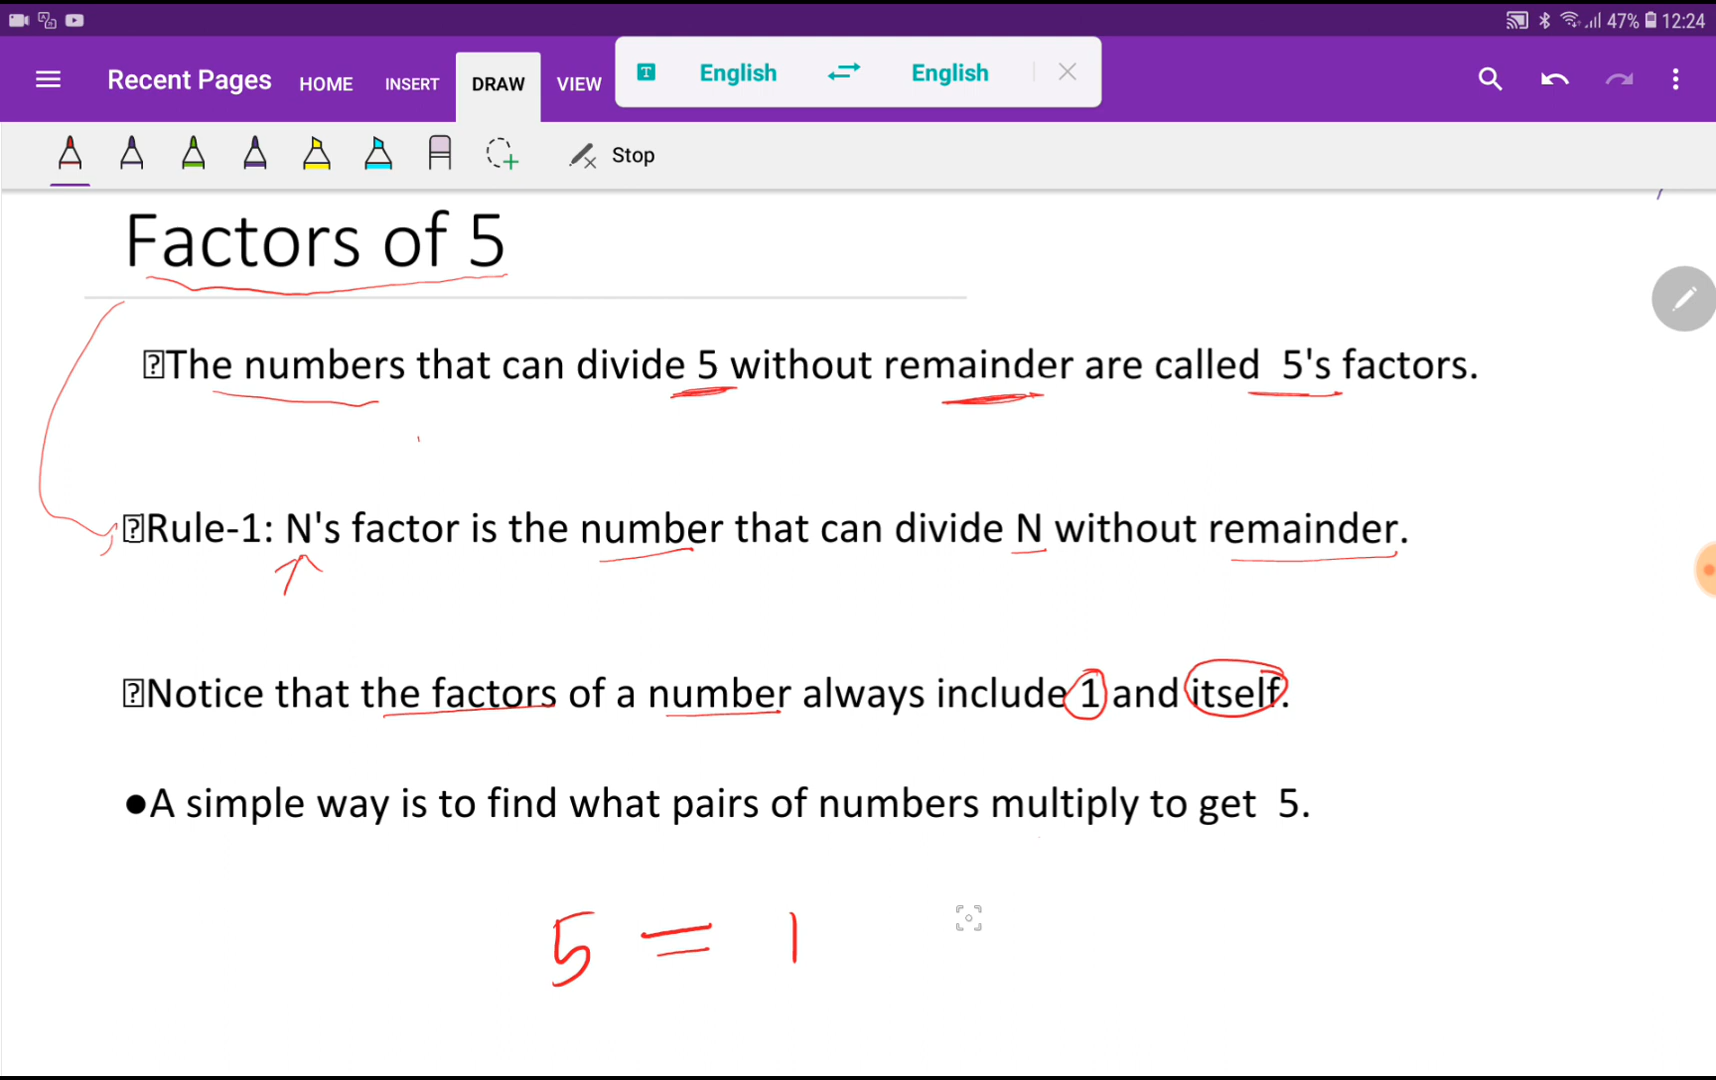 47% 12:24
Recent Pages HOME INSERT DRAW VIEW English English
Stop
Factors of 5
The numbers that can divide 5 without remainder are called 5's factors.
Rule-1: N's factor is the number that can divide N without remainder.
Notice that the factors of a number always include 1 and itself.
●A simple way is to find what pairs of numbers multiply to get 5.
5 = 1